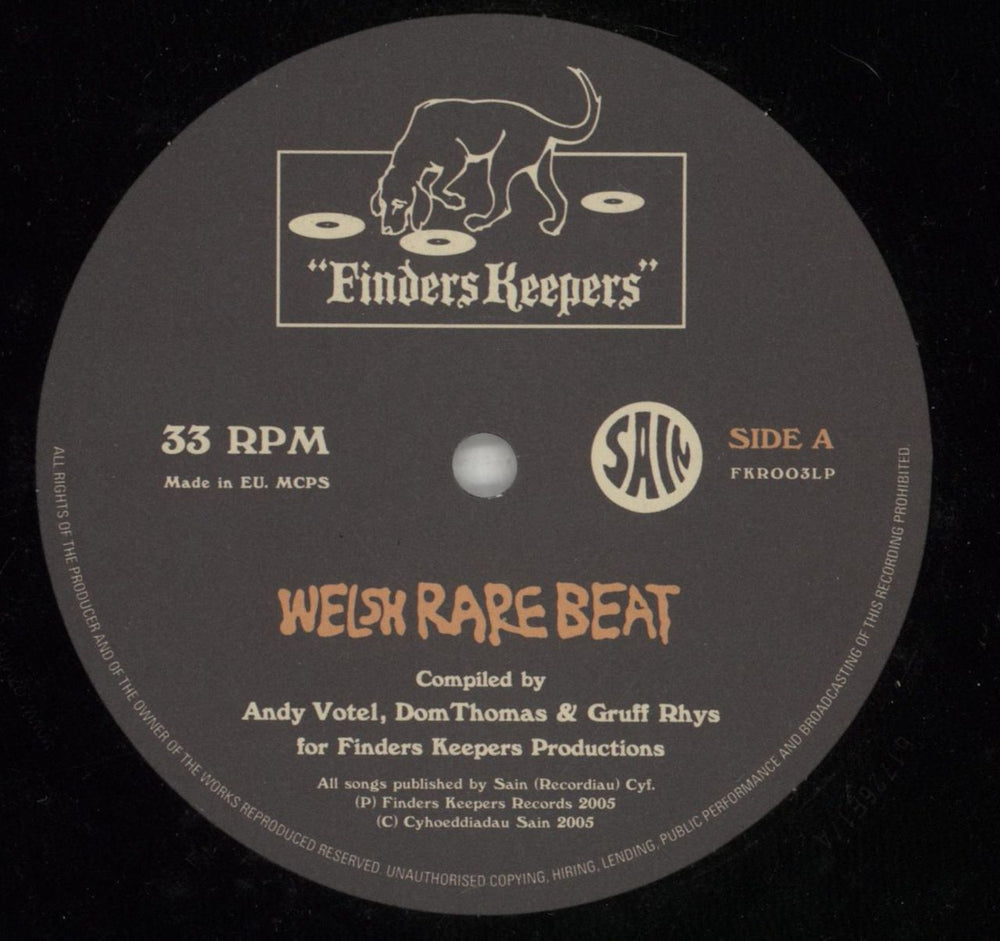 "Finders Keepers"
33 RPM
Made in EU. MCPS
SAIN
SIDE A
FKR003LP
WELSH RARE BEAT
Compiled by
Andy Votel, Dom Thomas & Gruff Rhys
for Finders Keepers Productions
All songs published by Sain (Recordiau) Cyf.
(P) Finders Keepers Records 2005
(C) Cyhoeddiadau Sain 2005
ALL RIGHTS OF THE PRODUCER AND OF THE OWNER OF THE WORKS REPRODUCED RESERVED. UNAUTHORISED COPYING, HIRING, LENDING, PUBLIC PERFORMANCE AND BROADCASTING OF THIS RECORDING PROHIBITED.